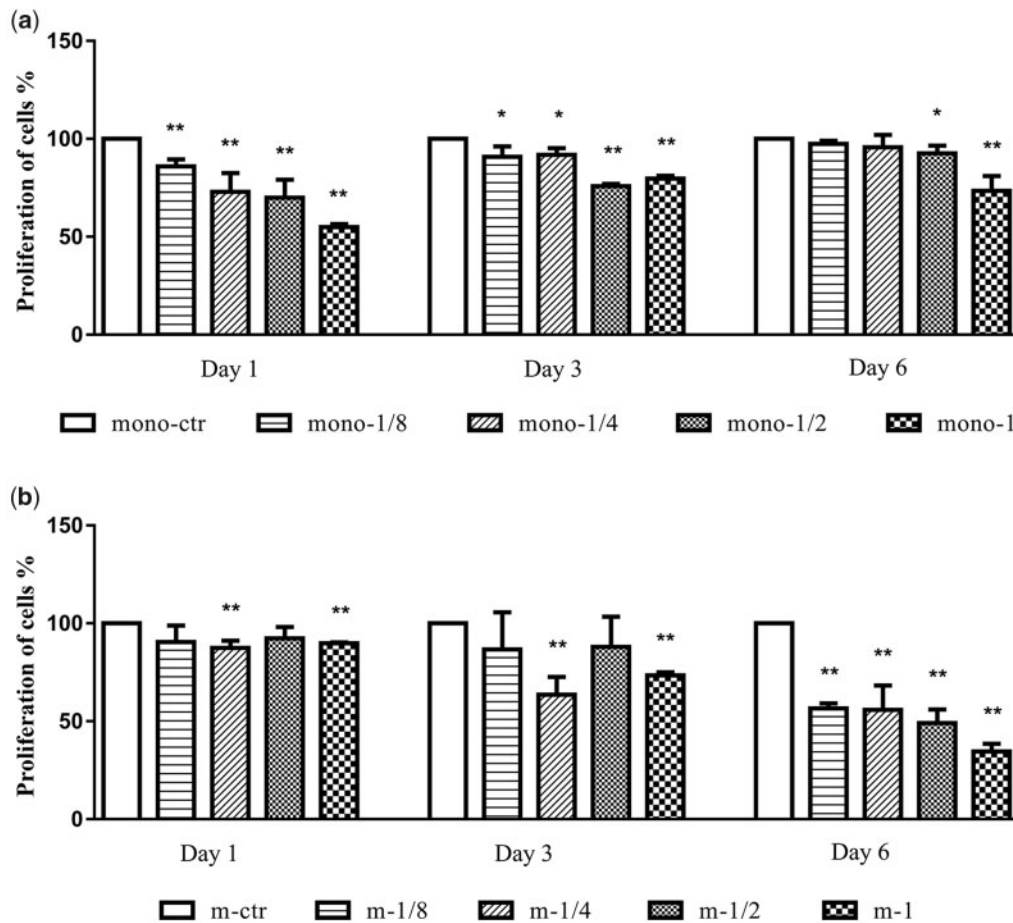 (a)
150
100
50
0
Proliferation of cells %
** ** ** ** * * ** ** * **
Day 1 Day 3 Day 6
mono-ctr mono-1/8 mono-1/4 mono-1/2 mono-1
(b)
150
100
50
0
Proliferation of cells %
** ** ** ** ** ** ** **
Day 1 Day 3 Day 6
m-ctr m-1/8 m-1/4 m-1/2 m-1